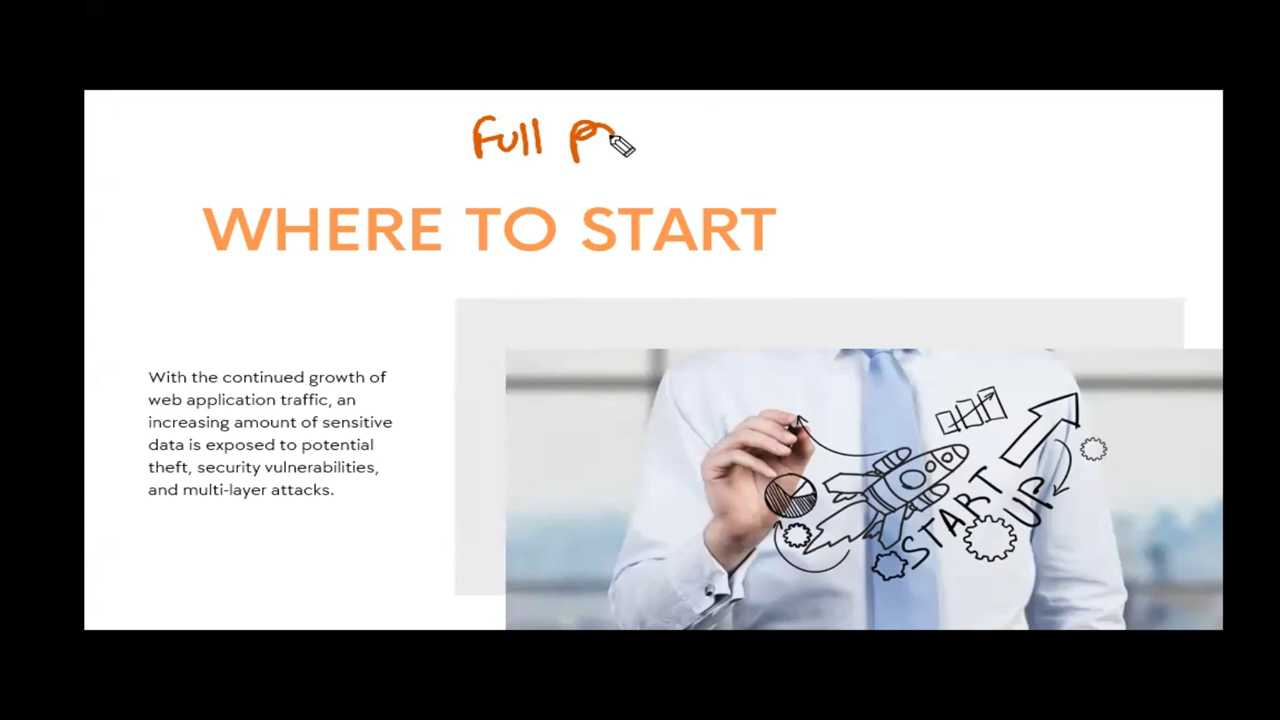 Full p
WHERE TO START
With the continued growth of
web application traffic, an
increasing amount of sensitive
data is exposed to potential
theft, security vulnerabilities,
and multi-layer attacks.
START
UP